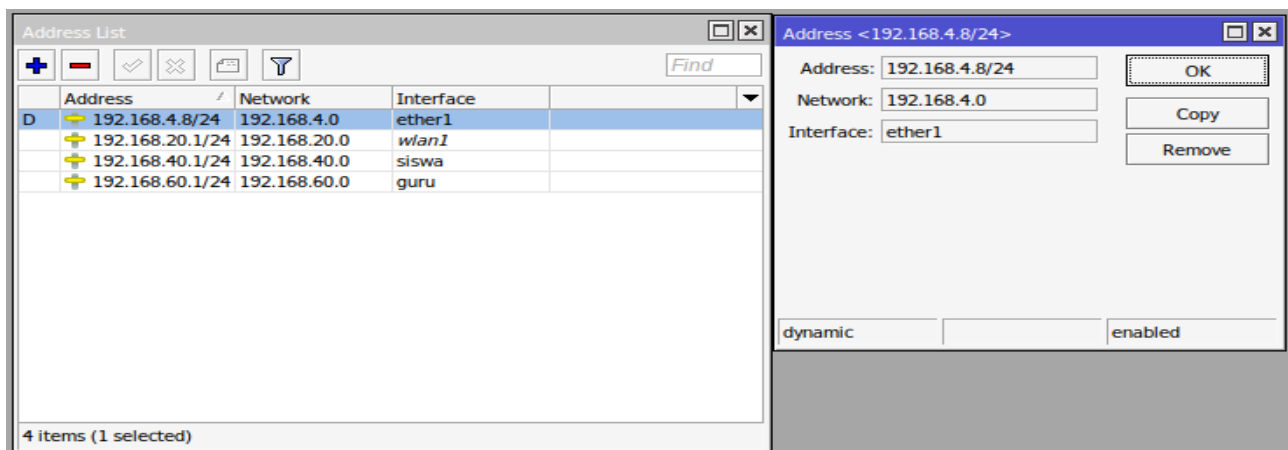 Address List
Find
Address Network Interface
D 192.168.4.8/24 192.168.4.0 ether1
192.168.20.1/24 192.168.20.0 wlan1
192.168.40.1/24 192.168.40.0 siswa
192.168.60.1/24 192.168.60.0 guru
4 items (1 selected)
Address <192.168.4.8/24>
Address: 192.168.4.8/24
Network: 192.168.4.0
Interface: ether1
OK
Copy
Remove
dynamic enabled